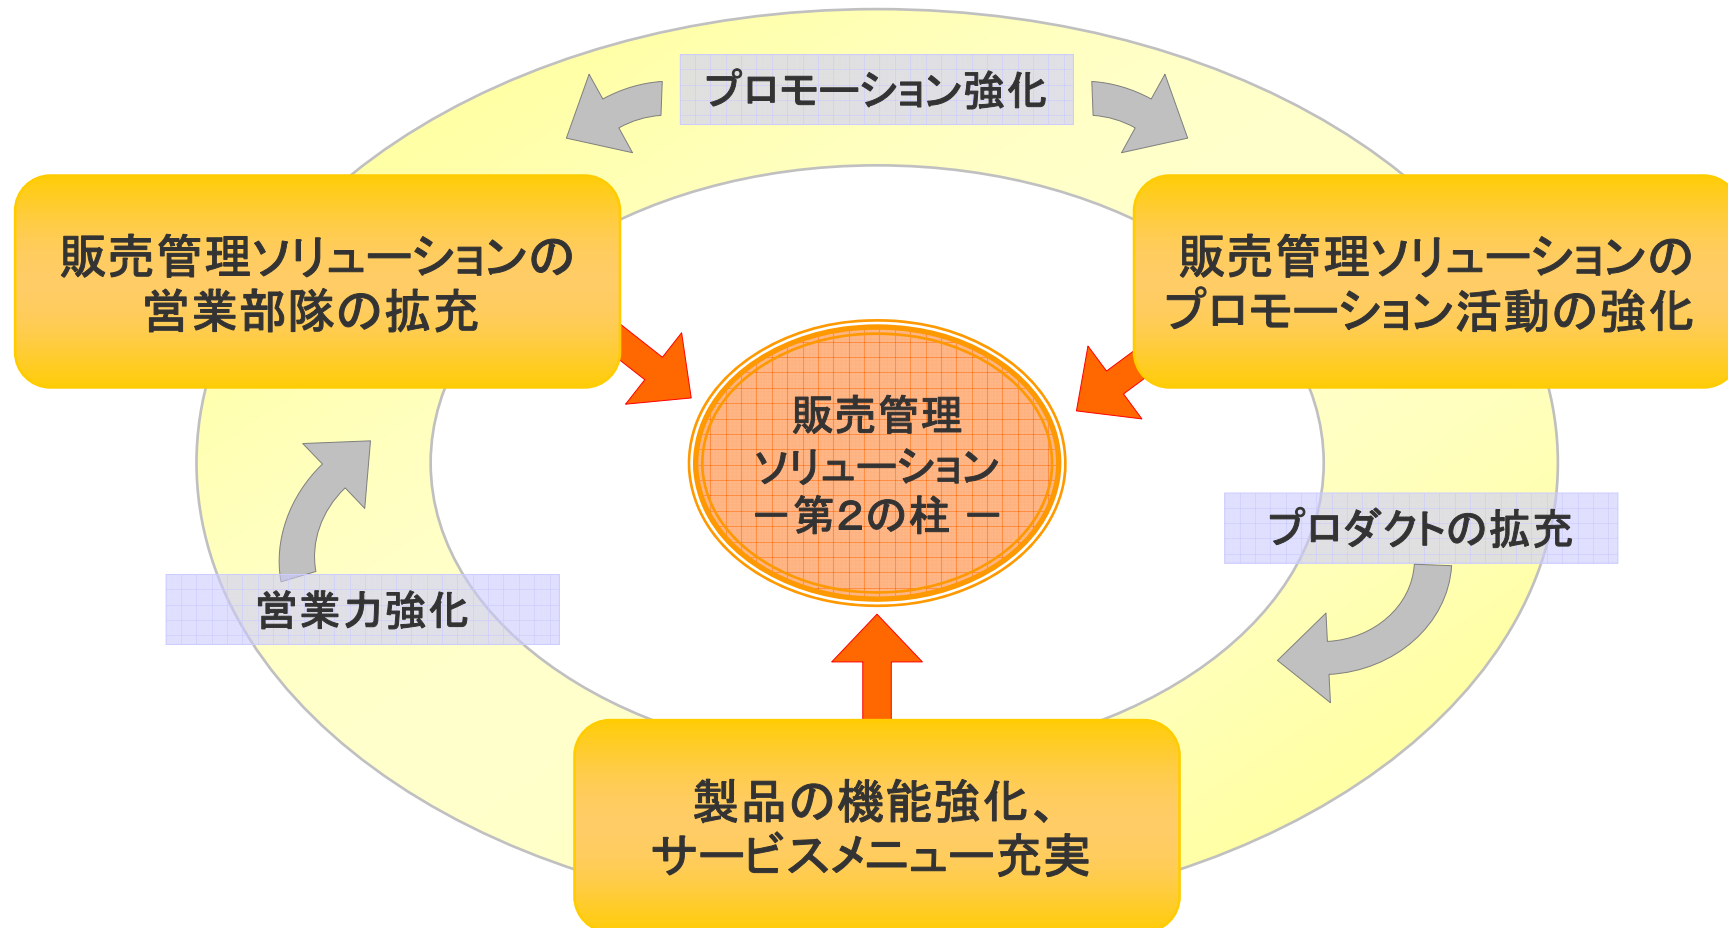 プロモーション強化
販売管理ソリューションの
営業部隊の拡充
販売管理ソリューションの
プロモーション活動の強化
販売管理
ソリューション
－第２の柱 －
プロダクトの拡充
営業力強化
製品の機能強化、
サービスメニュー充実